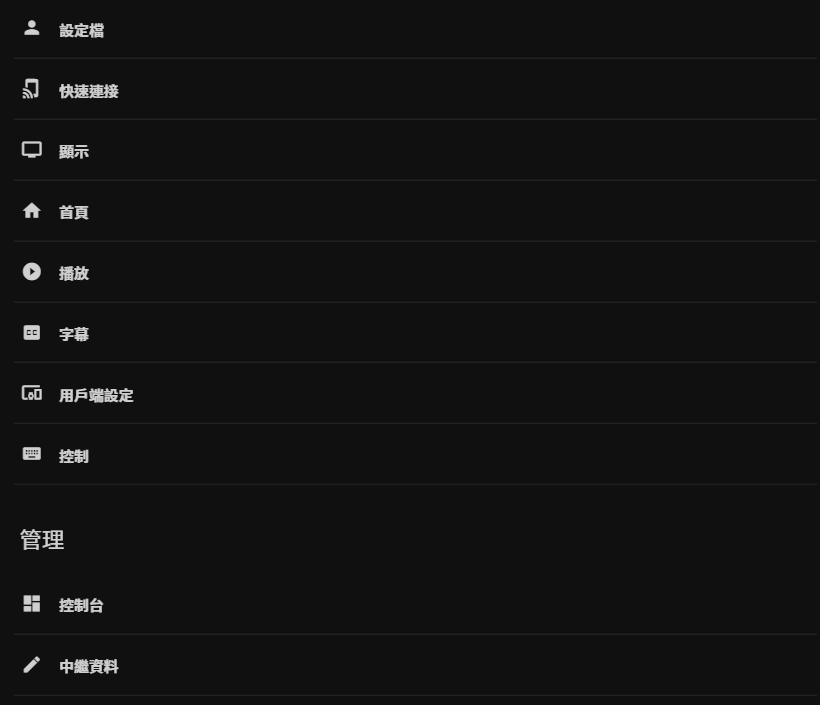 設定檔
快速連接
顯示
首頁
播放
字幕
用戶端設定
控制
管理
控制台
中繼資料